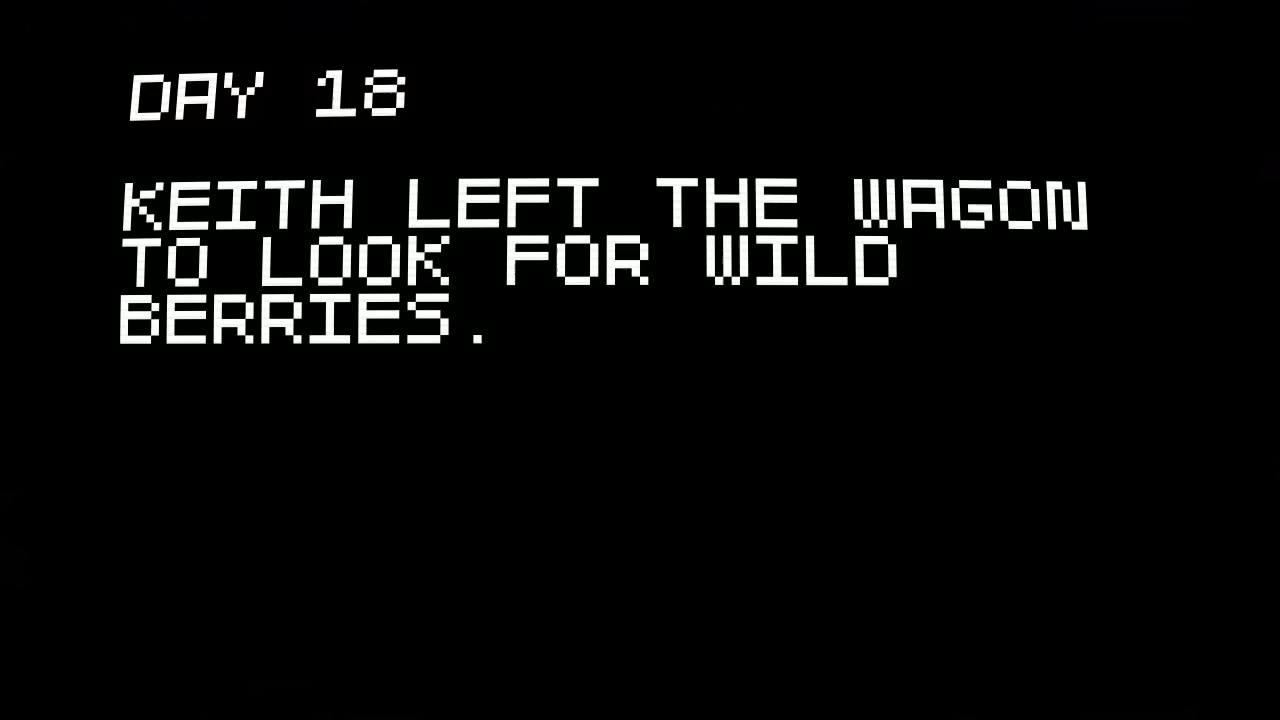 DAY 18
KEITH LEFT THE WAGON
TO LOOK FOR WILD
BERRIES.